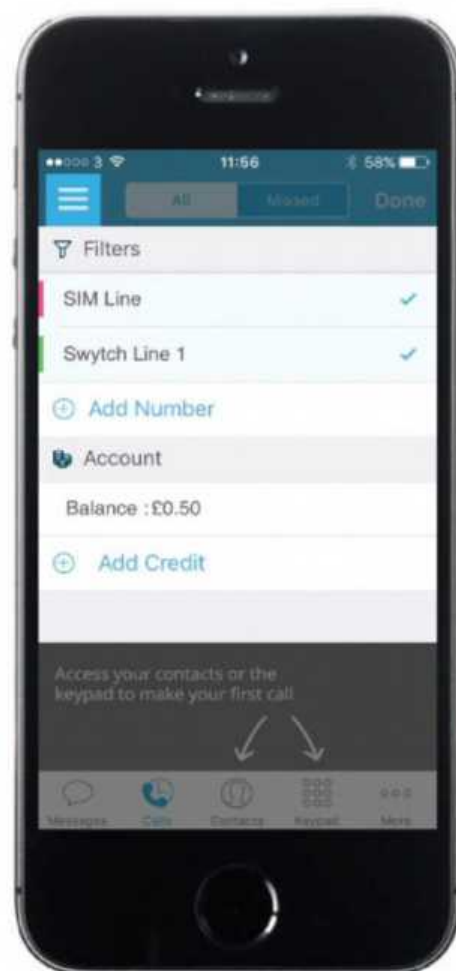 3 11:56 58%
All Missed Done
Filters
SIM Line
Swytch Line 1
Add Number
Account
Balance :£0.50
Add Credit
Access your contacts or the
keypad to make your first call
Messages Calls Contacts Keypad More